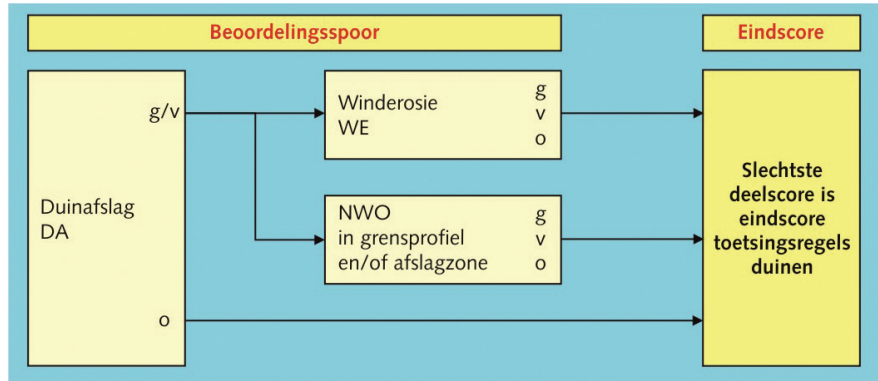 Beoordelingsspoor
Eindscore
g/v
Duinafslag
DA
o
Winderosie
WE
g
v
o
NWO
in grensprofiel
en/of afslagzone
g
v
o
Slechtste
deelscore is
eindscore
toetsingsregels
duinen